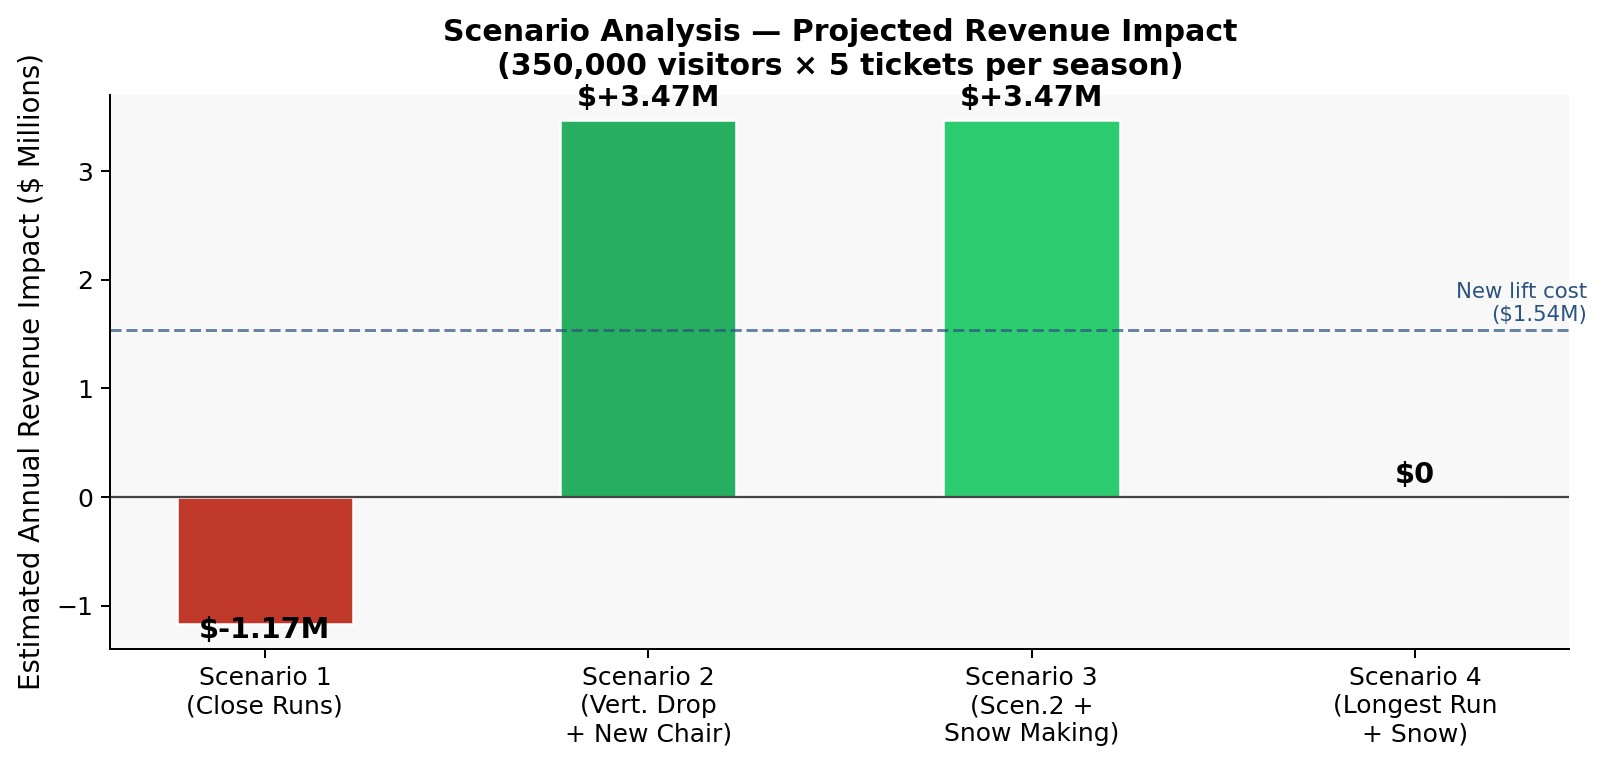 Scenario Analysis — Projected Revenue Impact
(350,000 visitors × 5 tickets per season)
Estimated Annual Revenue Impact ($ Millions)
3
2
1
0
−1
$+3.47M
$+3.47M
New lift cost
($1.54M)
$0
$-1.17M
Scenario 1
(Close Runs)
Scenario 2
(Vert. Drop
+ New Chair)
Scenario 3
(Scen.2 +
Snow Making)
Scenario 4
(Longest Run
+ Snow)